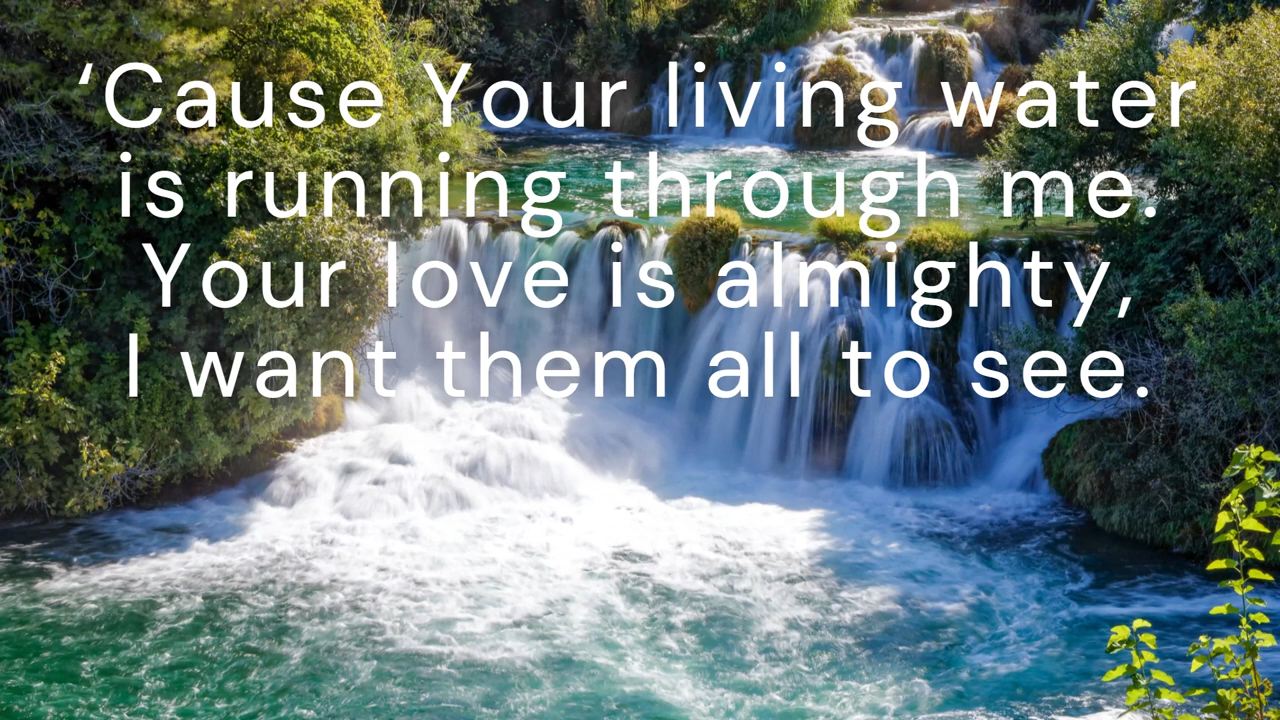 ‘Cause Your living water
is running through me.
Your love is almighty,
I want them all to see.